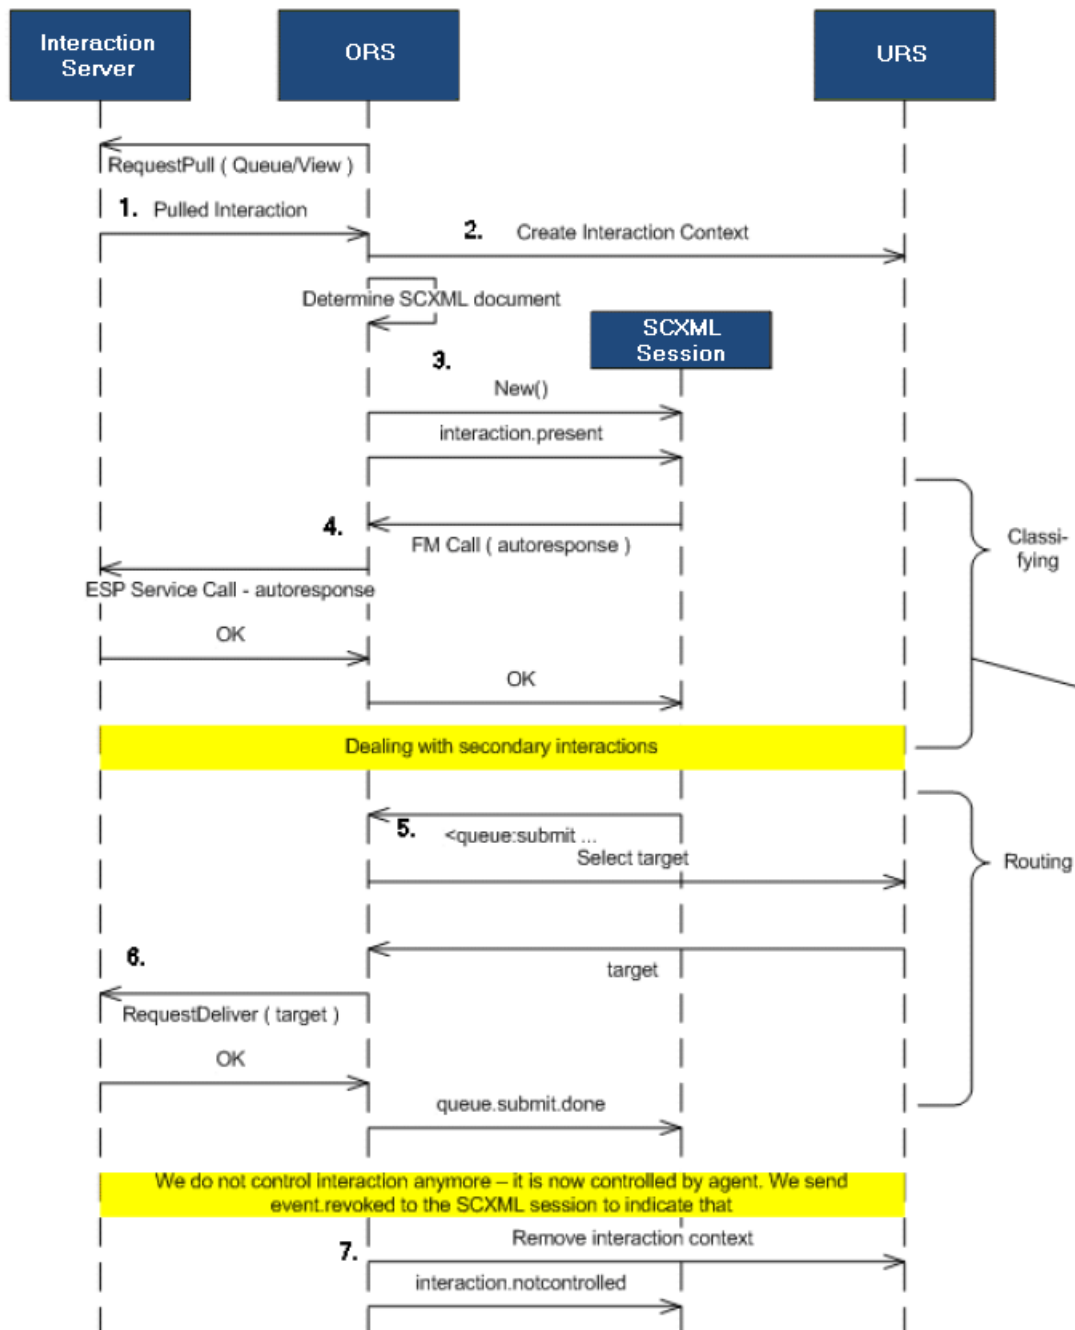 Interaction
Server
ORS
URS
RequestPull ( Queue/View )
1. Pulled Interaction
2. Create Interaction Context
Determine SCXML document
SCXML
Session
3.
New()
interaction.present
4.
FM Call ( autoresponse )
Classi-
fying
ESP Service Call - autoresponse
OK
OK
Dealing with secondary interactions
5. <queue:submit ...
Select target
Routing
6.
target
RequestDeliver ( target )
OK
queue.submit.done
We do not control interaction anymore – it is now controlled by agent. We send
event.revoked to the SCXML session to indicate that
7. Remove interaction context
interaction.notcontrolled